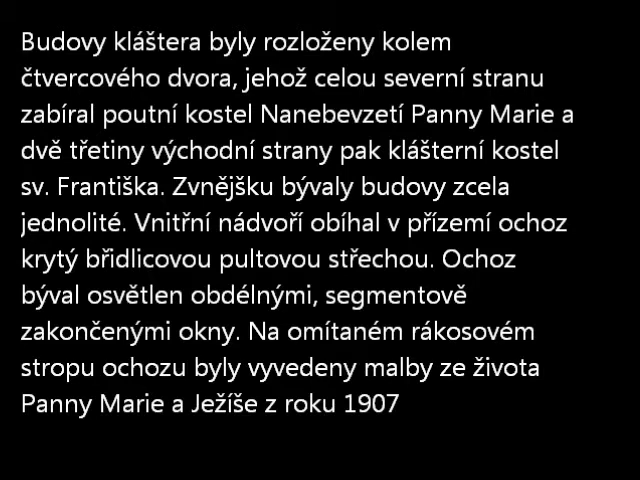 Budovy kláštera byly rozloženy kolem
čtvercového dvora, jehož celou severní stranu
zabíral poutní kostel Nanebevzetí Panny Marie a
dvě třetiny východní strany pak klášterní kostel
sv. Františka. Zvnějšku bývaly budovy zcela
jednolité. Vnitřní nádvoří obíhal v přízemí ochoz
krytý břidlicovou pultovou střechou. Ochoz
býval osvětlen obdélnými, segmentově
zakončenými okny. Na omítaném rákosovém
stropu ochozu byly vyvedeny malby ze života
Panny Marie a Ježíše z roku 1907